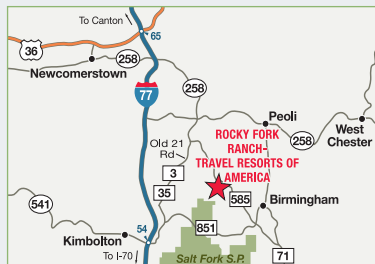 To Canton
65
36
258
Newcomerstown
77
258
Peoli
ROCKY FORK
RANCH-
TRAVEL RESORTS OF
AMERICA
West
Chester
258
Old 21
Rd
3
35
585
Birmingham
541
54
Kimbolton
851
To I-70
Salt Fork S.P.
71